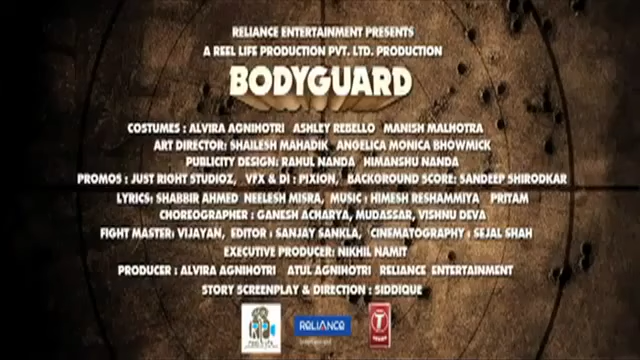 RELIANCE ENTERTAINMENT PRESENTS
A REEL LIFE PRODUCTION PVT. LTD. PRODUCTION
BODYGUARD
COSTUMES : ALVIRA AGNIHOTRI ASHLEY REBELLO MANISH MALHOTRA
ART DIRECTOR: SHAILESH MAHADIK ANGELICA MONICA BHOWMICK
PUBLICITY DESIGN: RAHUL NANDA HIMANSHU NANDA
PROMOS : JUST RIGHT STUDIOZ, VFX & DI : PIXION, BACKGROUND SCORE: SANDEEP SHIRODKAR
LYRICS: SHABBIR AHMED NEELESH MISRA, MUSIC : HIMESH RESHAMMIYA PRITAM
CHOREOGRAPHER : GANESH ACHARYA, MUDASSAR, VISHNU DEVA
FIGHT MASTER: VIJAYAN, EDITOR : SANJAY SANKLA, CINEMATOGRAPHY : SEJAL SHAH
EXECUTIVE PRODUCER: NIKHIL NAMIT
PRODUCER : ALVIRA AGNIHOTRI ATUL AGNIHOTRI RELIANCE ENTERTAINMENT
STORY SCREENPLAY & DIRECTION : SIDDIQUE
RELIANCE